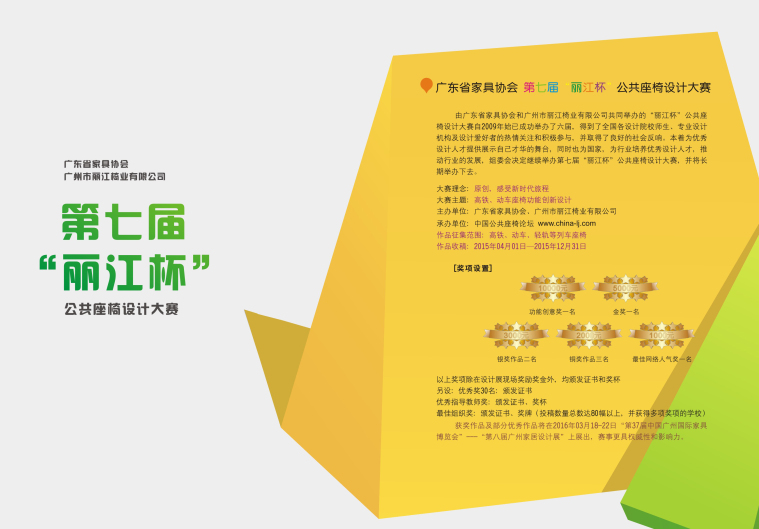 广东省家具协会
广州市丽江椅业有限公司
第七届
“丽江杯”
公共座椅设计大赛
广东省家具协会 第七届 “丽江杯” 公共座椅设计大赛
由广东省家具协会和广州市丽江椅业有限公司共同举办的“丽江杯”公共座
椅设计大赛自2009年始已成功举办了六届，得到了全国各设计院校师生、专业设计
机构及设计爱好者的热情关注和积极参与，并取得了良好的社会反响。本着为优秀
设计人才提供展示自己才华的舞台，同时也为国家、为行业培养优秀设计人才，推
动行业的发展，组委会决定继续举办第七届“丽江杯”公共座椅设计大赛，并将长
期举办下去。
大赛理念：原创、感受新时代旅程
大赛主题：高铁、动车座椅功能创新设计
主办单位：广东省家具协会、广州市丽江椅业有限公司
承办单位：中国公共座椅论坛 www.china-lj.com
作品征集范围：高铁、动车、轻轨等列车座椅
作品收稿：2015年04月01日—2015年12月31日
[奖项设置]
10000元 5000元
功能创意奖一名 金奖一名
3000元 2000元 1000元
银奖作品二名 铜奖作品三名 最佳网络人气奖一名
以上奖项除在设计展现场奖励奖金外，均颁发证书和奖杯
另设：优秀奖30名：颁发证书
优秀指导教师奖：颁发证书、奖杯
最佳组织奖：颁发证书、奖牌（投稿数量总数达80幅以上，并获得多项奖项的学校）
获奖作品及部分优秀作品将在2016年03月18-22日“第37届中国广州国际家具
博览会”——“第八届广州家居设计展”上展出，赛事更具权威性和影响力。